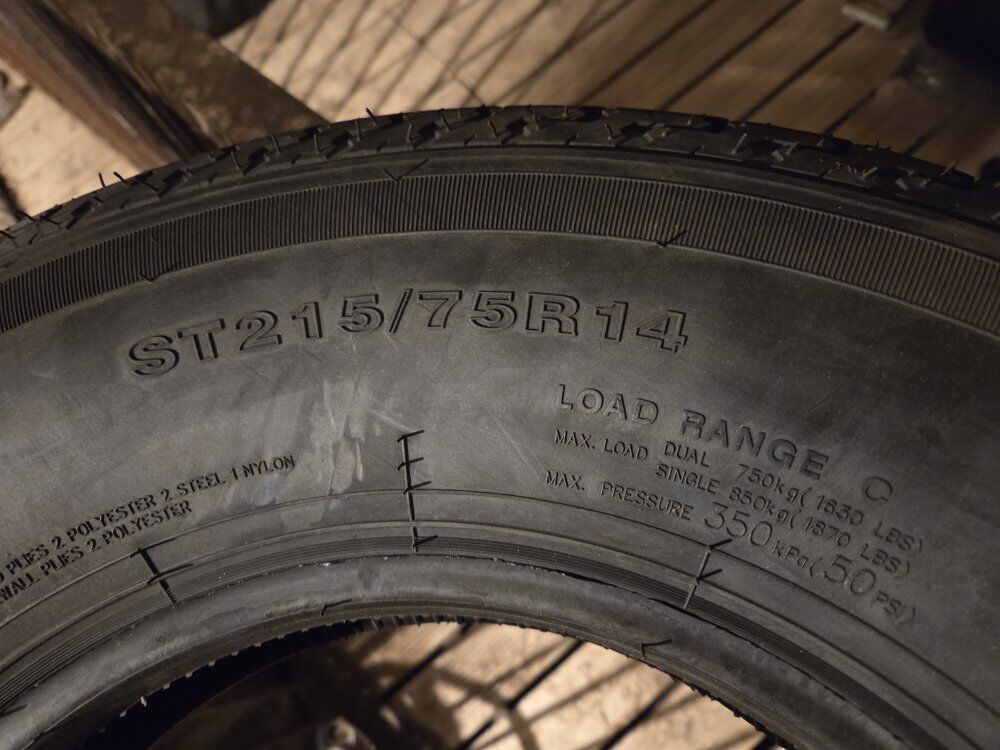 ST215/75R14
LOAD RANGE C
MAX. LOAD DUAL 750kg(1650 LBS)
SINGLE 850kg(1870 LBS)
MAX. PRESSURE 350 kPa(50 PSI)
PLIES 2 POLYESTER 2 STEEL 1 NYLON
PLIES 2 POLYESTER